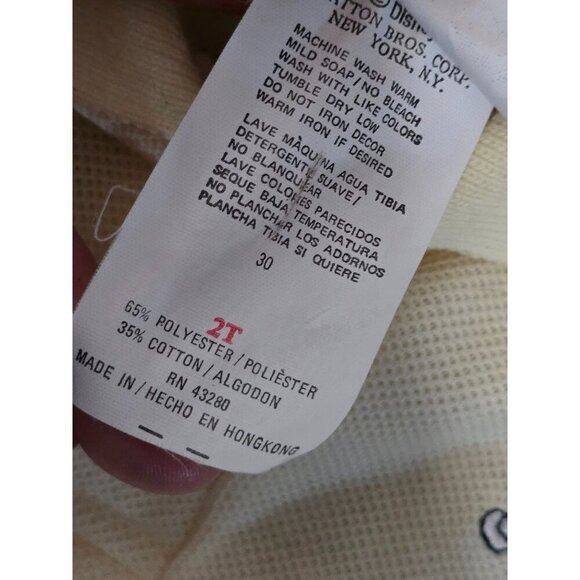 © DISNEY
PATTON BROS. CORP.
NEW YORK, N.Y.
MACHINE WASH WARM
MILD SOAP/NO BLEACH
WASH WITH LIKE COLORS
TUMBLE DRY LOW
DO NOT IRON DECOR
WARM IRON IF DESIRED
LAVE MÀQUINA AGUA TIBIA
DETERGENTE SUAVE/
NO BLANQUEAR
LAVE COLORES PARECIDOS
SEQUE BAJA TEMPERATURA
NO PLANCHAR LOS ADORNOS
PLANCHA TIBIA SI QUIERE
30
2T
65% POLYESTER/POLIÈSTER
35% COTTON/ALGODON
RN 43280
MADE IN/HECHO EN HONGKONG